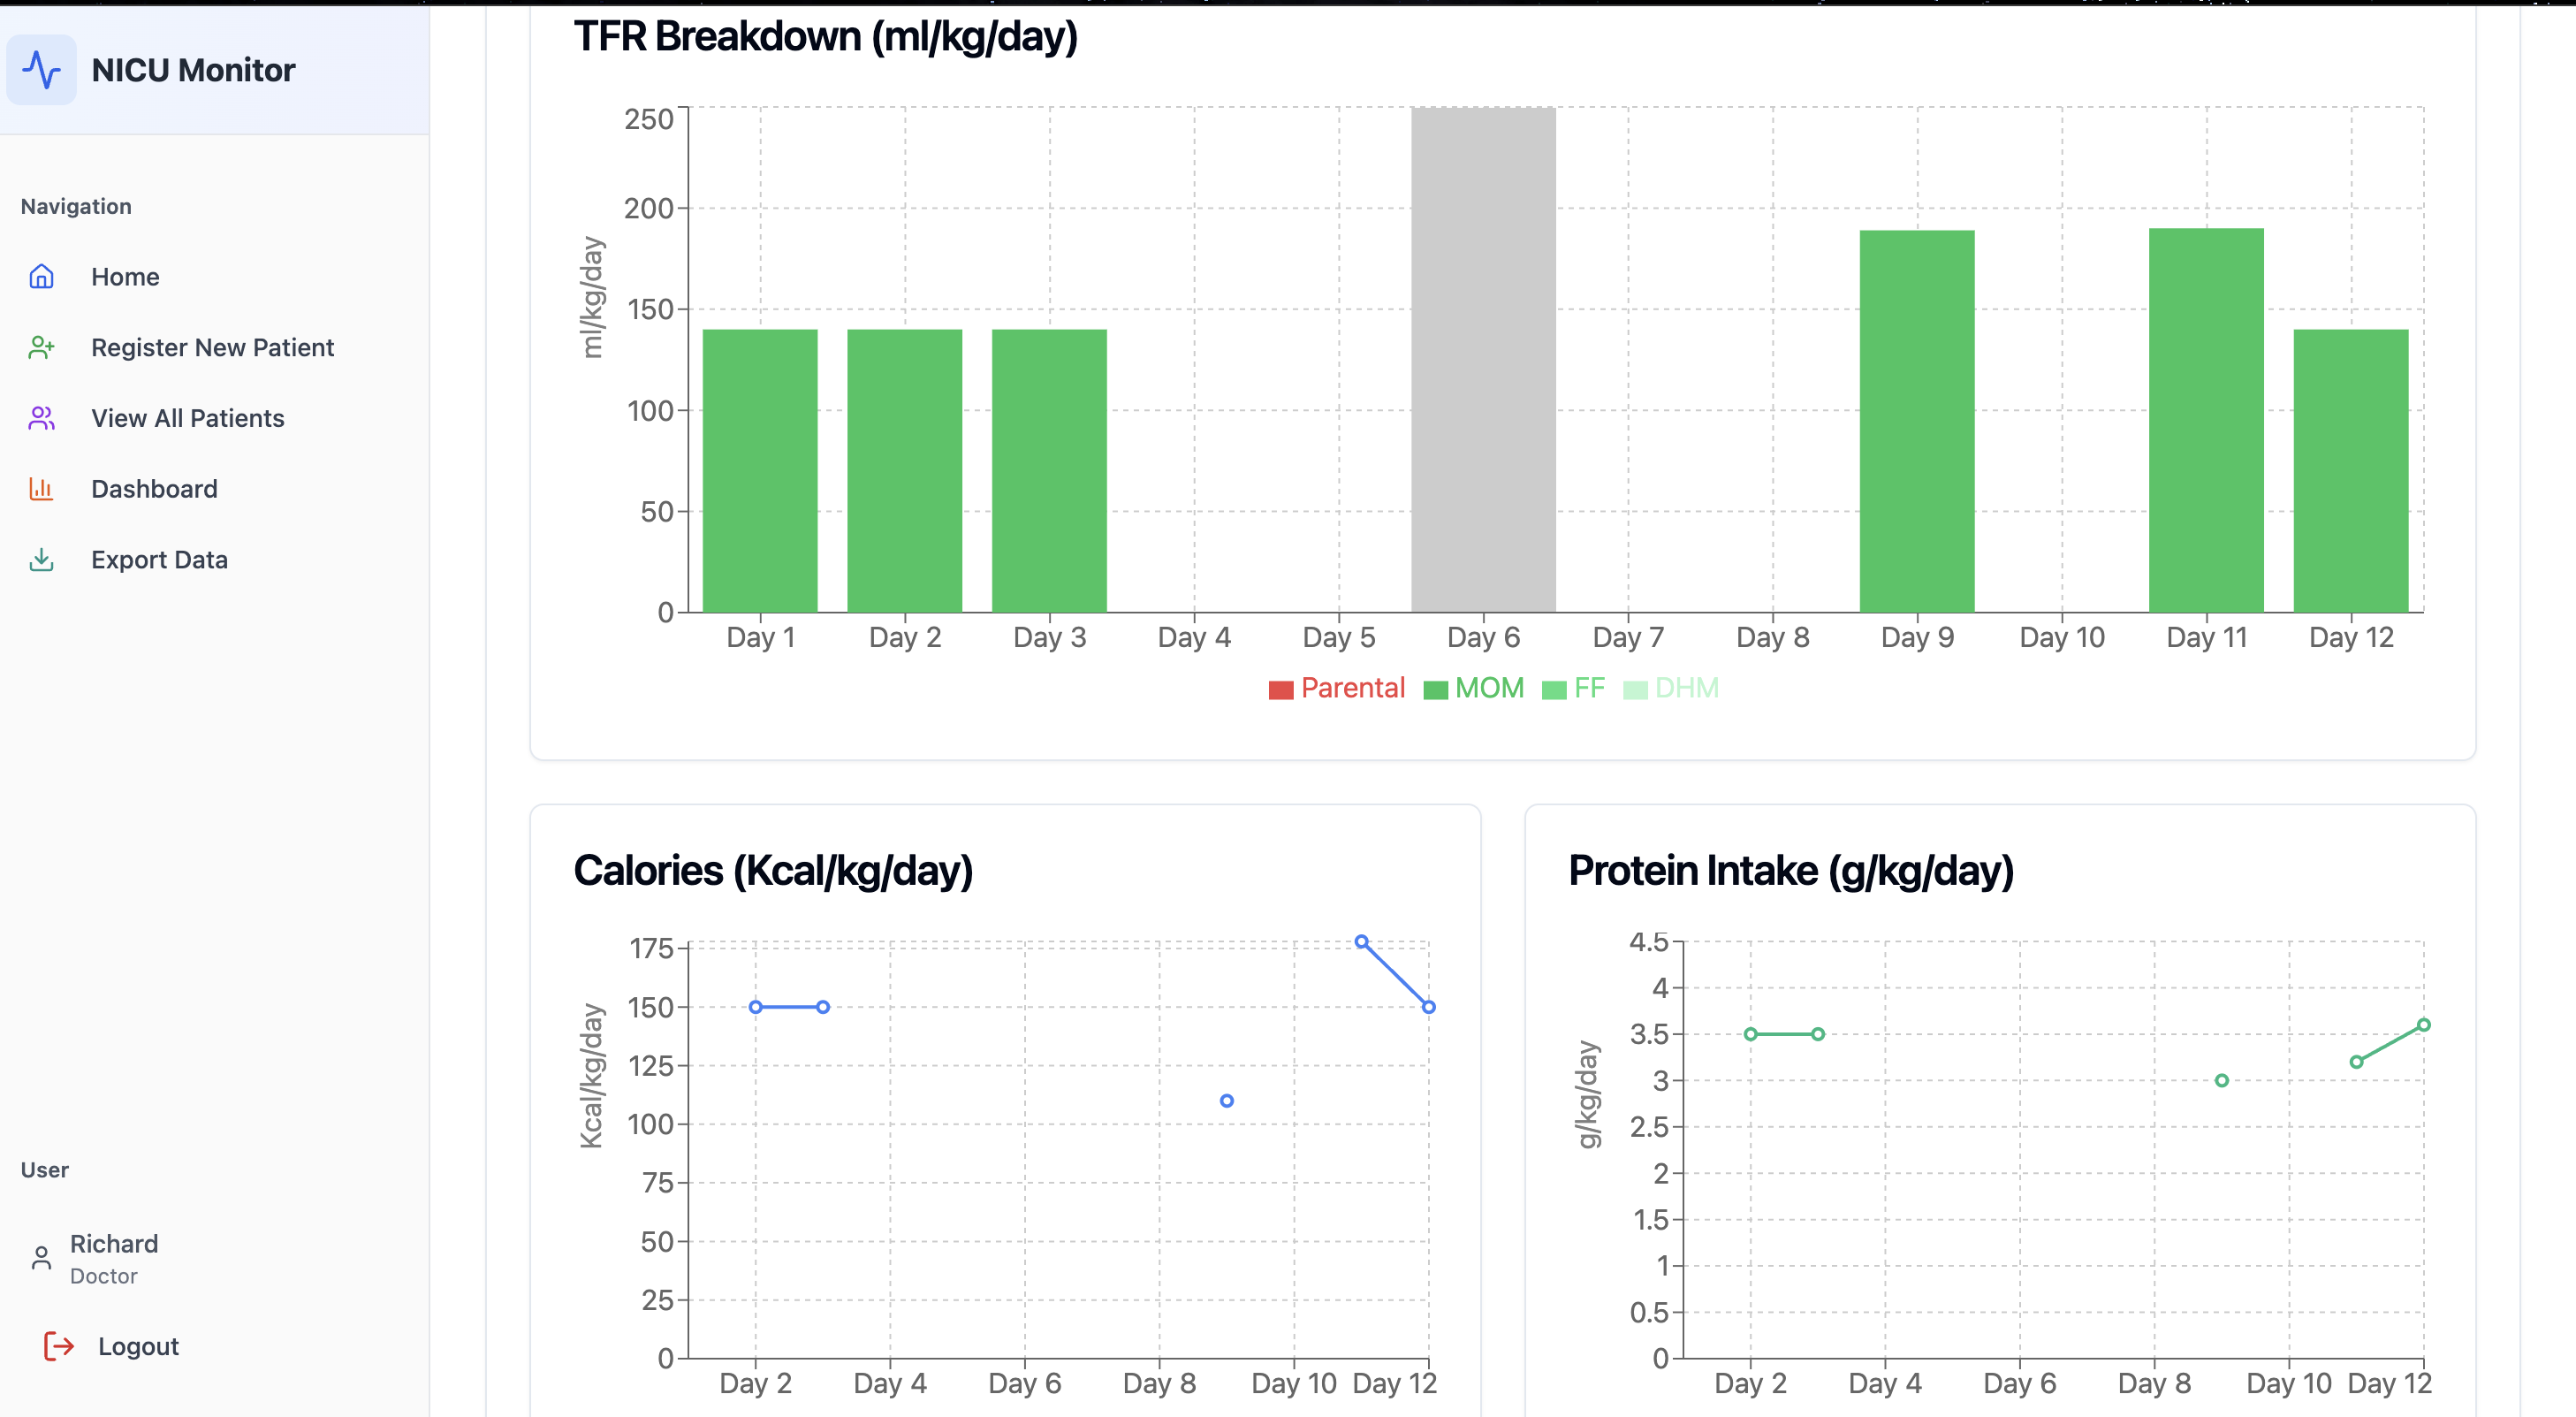 NICU Monitor
Navigation
Home
Register New Patient
View All Patients
Dashboard
Export Data
User
Richard
Doctor
Logout
TFR Breakdown (ml/kg/day)
ml/kg/day
250
200
150
100
50
0
Day 1 Day 2 Day 3 Day 4 Day 5 Day 6 Day 7 Day 8 Day 9 Day 10 Day 11 Day 12
Parental MOM FF DHM
Calories (Kcal/kg/day)
Kcal/kg/day
175
150
125
100
75
50
25
0
Day 2 Day 4 Day 6 Day 8 Day 10 Day 12
Protein Intake (g/kg/day)
g/kg/day
4.5
4
3.5
3
2.5
2
1.5
1
0.5
0
Day 2 Day 4 Day 6 Day 8 Day 10 Day 12